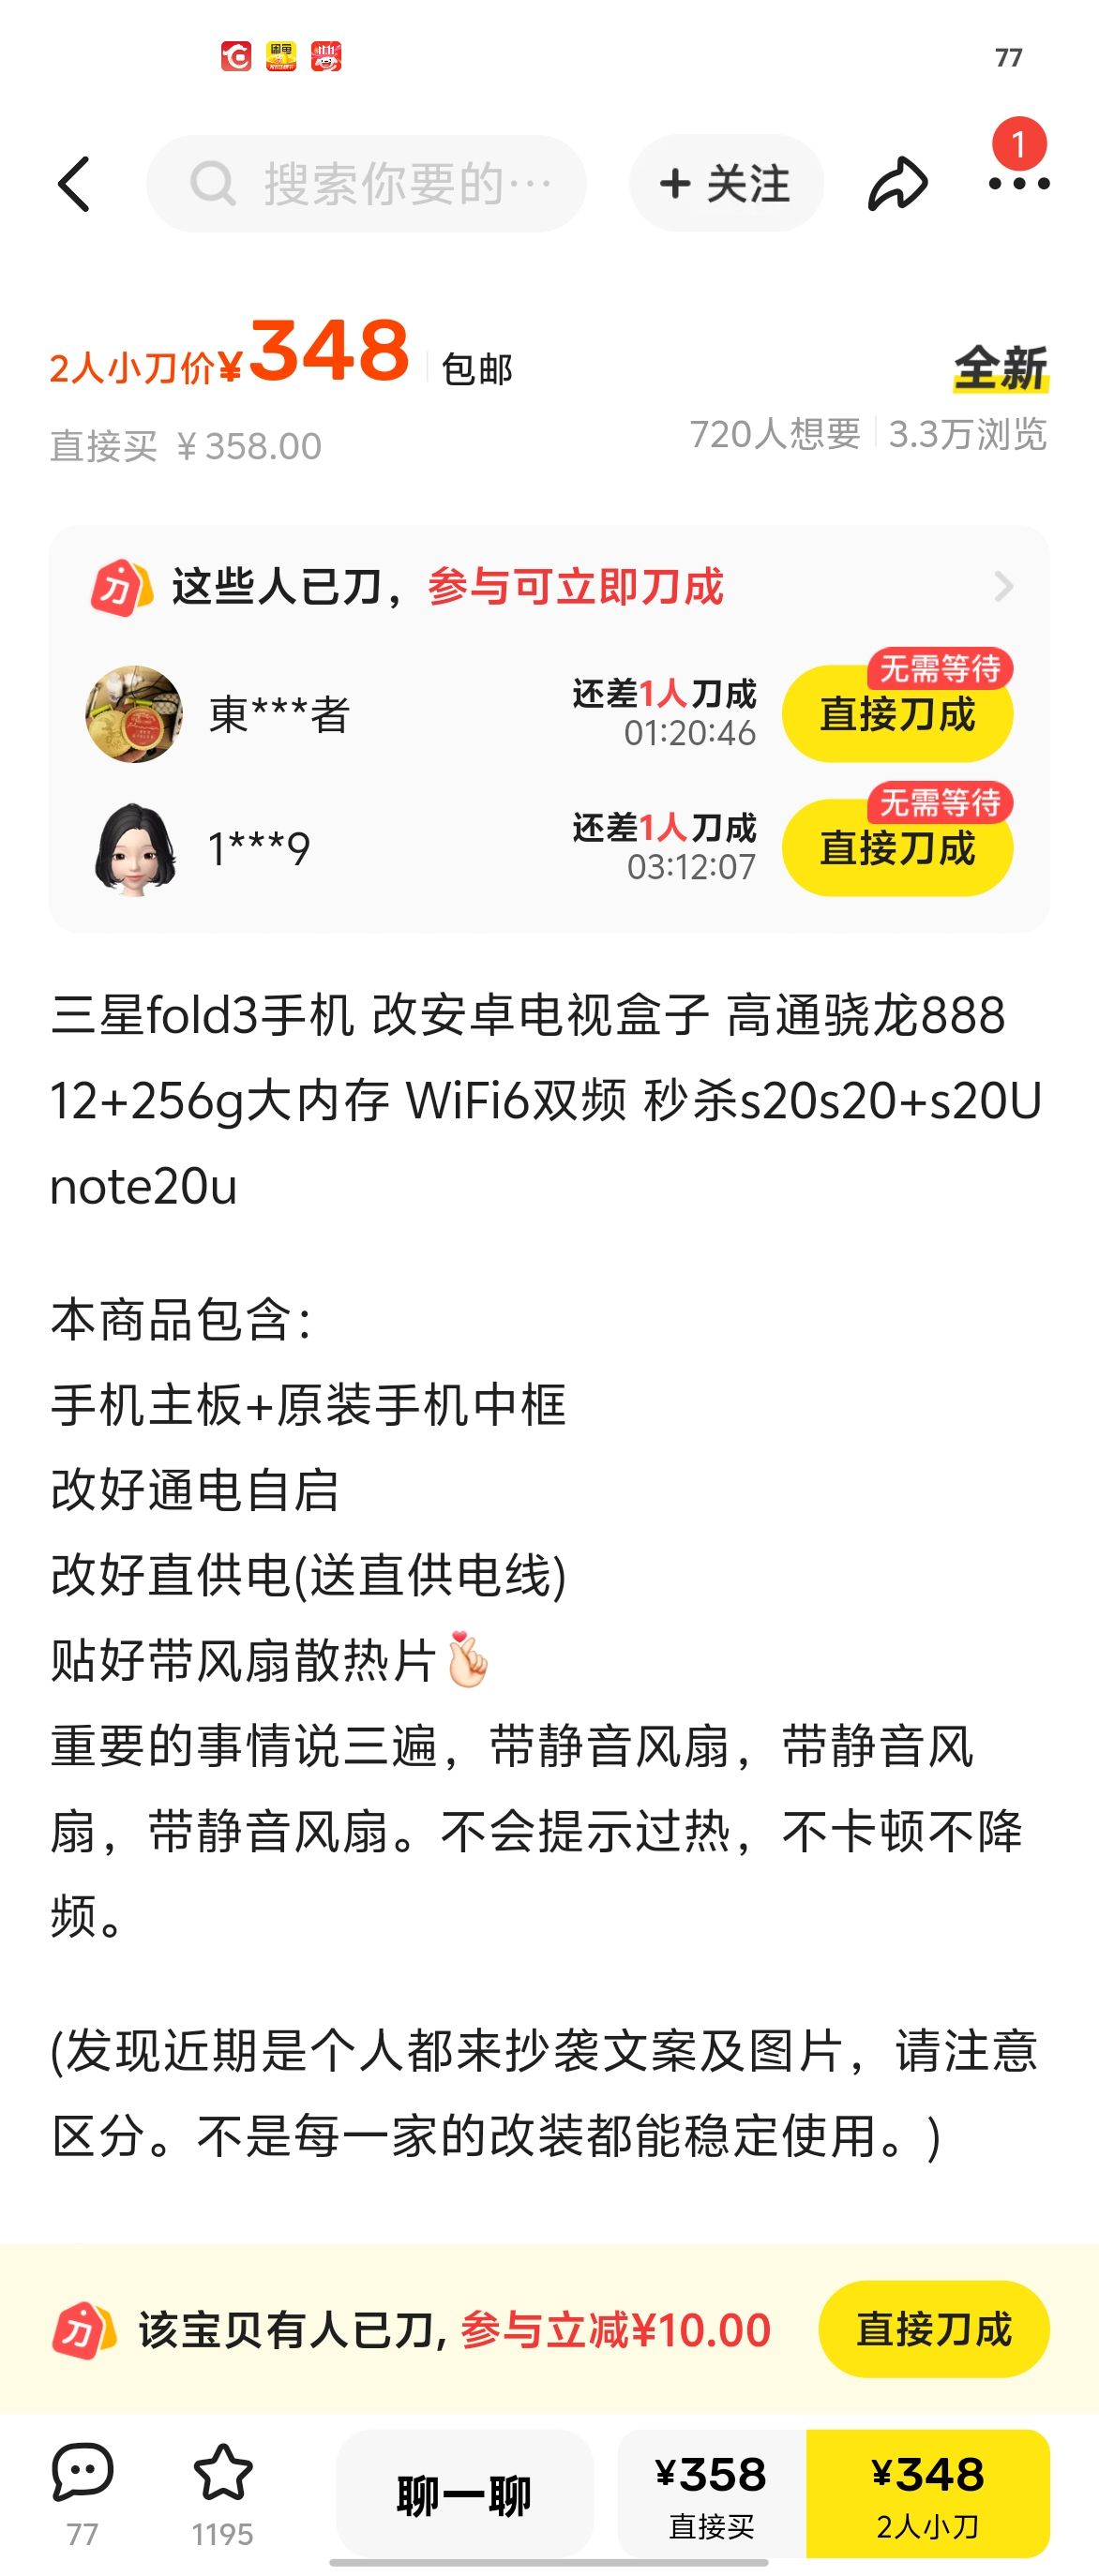 77
搜索你要的...
+ 关注
1
2人小刀价¥348 包邮
全新
直接买 ¥358.00
720人想要 3.3万浏览
这些人已刀，参与可立即刀成
無需等待
東***者
还差1人刀成
01:20:46
直接刀成
无需等待
1***9
还差1人刀成
03:12:07
直接刀成
三星fold3手机 改安卓电视盒子 高通骁龙888
12+256g大内存 WiFi6双频 秒杀s20s20+s20U
note20u
本商品包含：
手机主板+原装手机中框
改好通电自启
改好直供电(送直供电线)
贴好带风扇散热片🫰
重要的事情说三遍，带静音风扇，带静音风
扇，带静音风扇。不会提示过热，不卡顿不降
频。
(发现近期是个人都来抄袭文案及图片，请注意
区分。不是每一家的改装都能稳定使用。)
该宝贝有人已刀, 参与立减¥10.00
直接刀成
77
1195
聊一聊
¥358
直接买
¥348
2人小刀